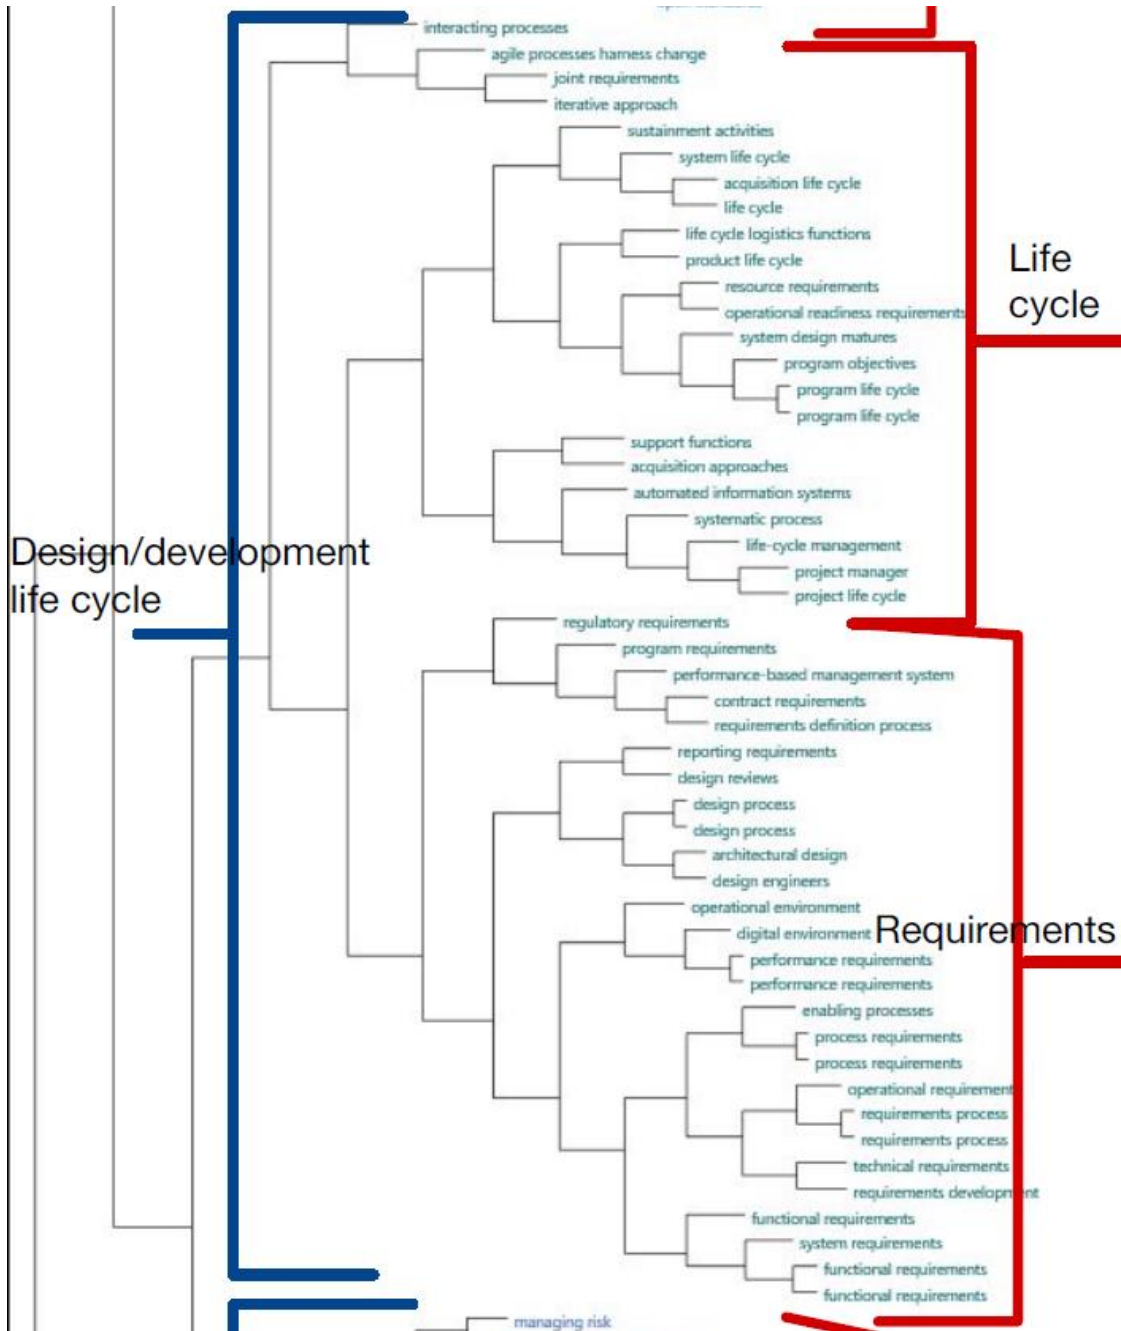 interacting processes
agile processes harness change
joint requirements
iterative approach
sustainment activities
system life cycle
acquisition life cycle
life cycle
life cycle logistics functions
product life cycle
Life
cycle
resource requirements
operational readiness requirements
system design matures
program objectives
program life cycle
program life cycle
support functions
acquisition approaches
automated information systems
systematic process
life-cycle management
Design/development
life cycle
project manager
project life cycle
regulatory requirements
program requirements
performance-based management system
contract requirements
requirements definition process
reporting requirements
design reviews
design process
design process
architectural design
design engineers
operational environment
digital environment
Requirements
performance requirements
performance requirements
enabling processes
process requirements
process requirements
operational requirement
requirements process
requirements process
technical requirements
requirements development
functional requirements
system requirements
functional requirements
functional requirements
managing risk